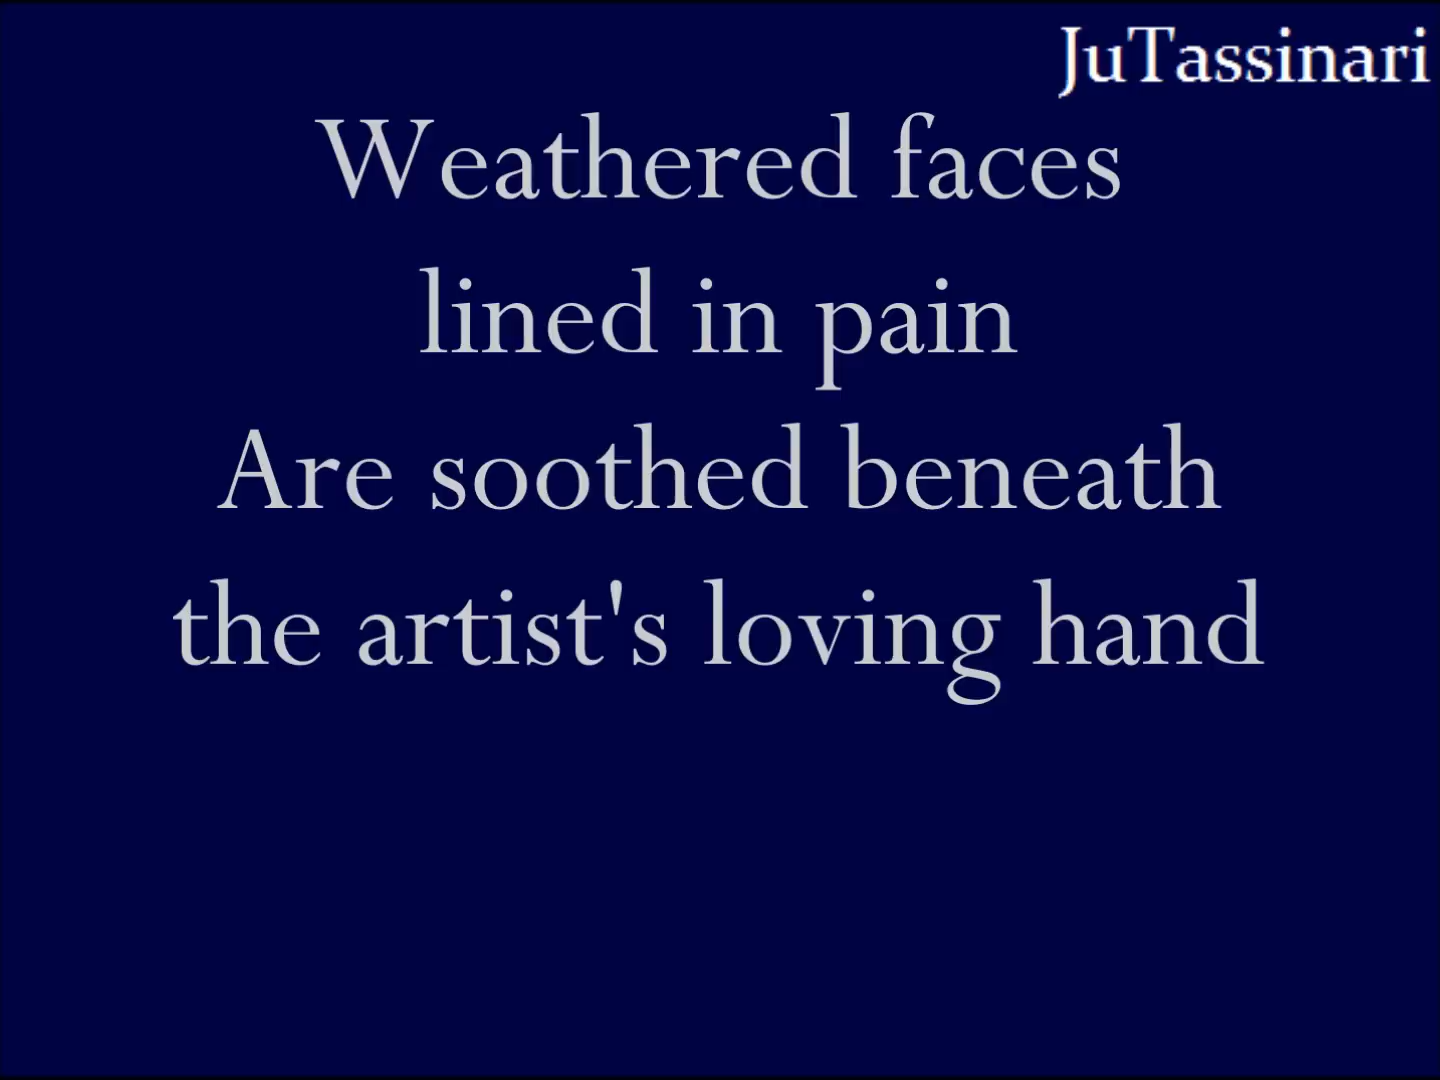 JuTassinari
Weathered faces
lined in pain
Are soothed beneath
the artist's loving hand